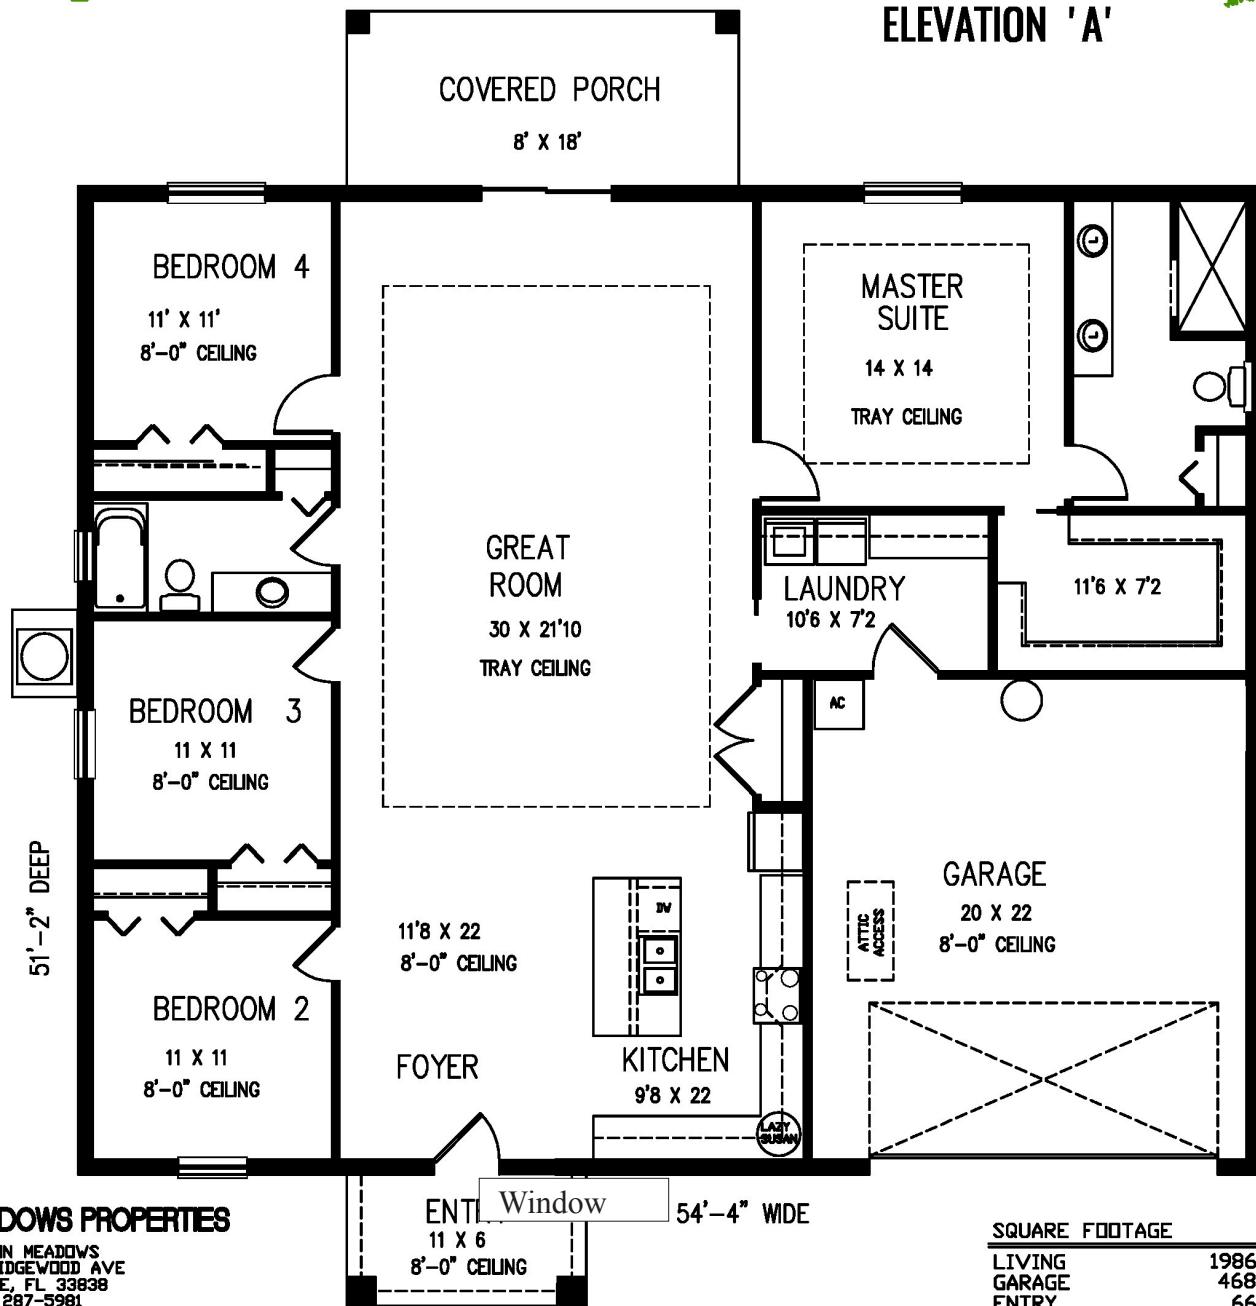 ELEVATION 'A'
COVERED PORCH
8' X 18'
BEDROOM 4
11' X 11'
8'-0" CEILING
MASTER
SUITE
14 X 14
TRAY CEILING
GREAT
ROOM
30 X 21'10
TRAY CEILING
LAUNDRY
10'6 X 7'2
11'6 X 7'2
BEDROOM 3
11 X 11
8'-0" CEILING
AC
51'-2" DEEP
GARAGE
20 X 22
8'-0" CEILING
ATTIC
ACCESS
DW
11'8 X 22
8'-0" CEILING
BEDROOM 2
11 X 11
8'-0" CEILING
FOYER
KITCHEN
9'8 X 22
LAZY
SUSAN
Window
11 X 6
8'-0" CEILING
54'-4" WIDE
PROPERTIES
MEADOWS
AVE
FL 33838
287-5981
SQUARE FOOTAGE
LIVING 1986
GARAGE 468
ENTRY 66